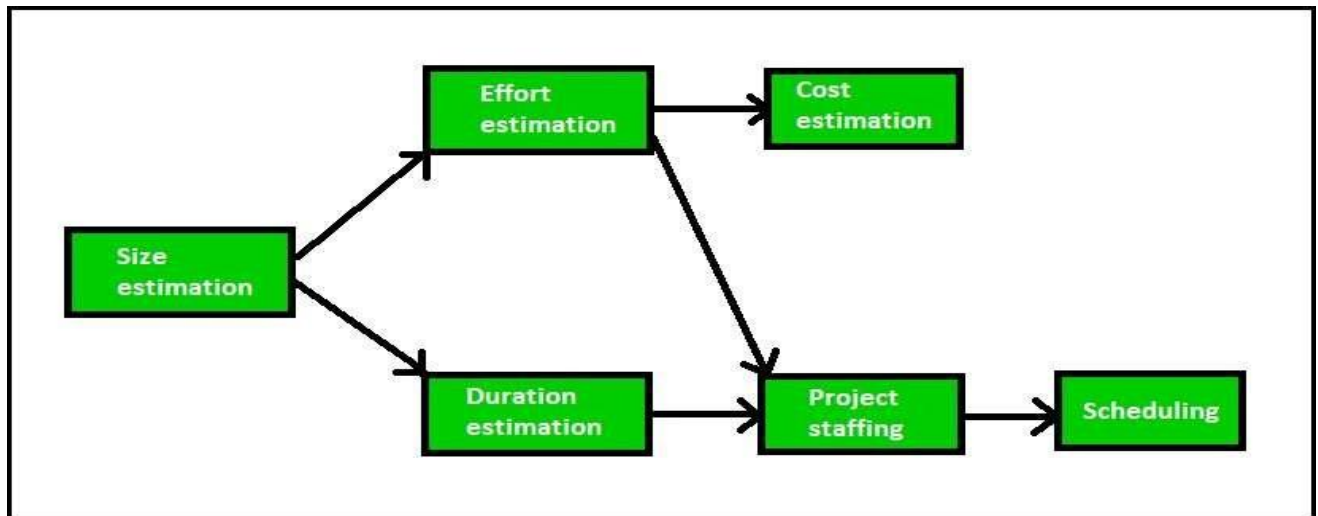 Effort
estimation
Cost
estimation
Size
estimation
Duration
estimation
Project
staffing
Scheduling